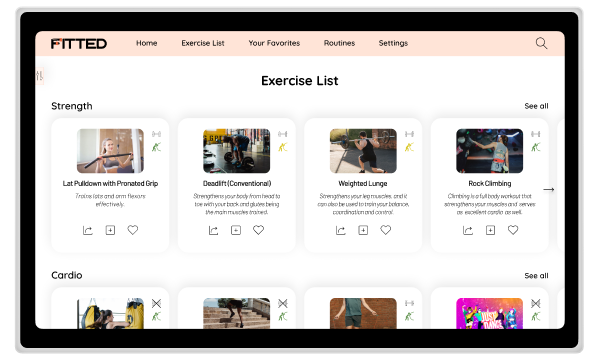 FITTED
Home
Exercise List
Your Favorites
Routines
Settings
Exercise List
Strength
See all
Lat Pulldown with Pronated Grip
Trains lats and arm flexors
effectively.
Deadlift (Conventional)
Strengthens your body from head to
toe with your back and glutes being
the main muscles trained.
Weighted Lunge
Strengthens your leg muscles, and it
can also be used to train your balance,
coordination and control.
Rock Climbing
Climbing is a full body workout that
strengthens your muscles and serves
as excellent cardio as well.
Cardio
See all
JUST
DANCE